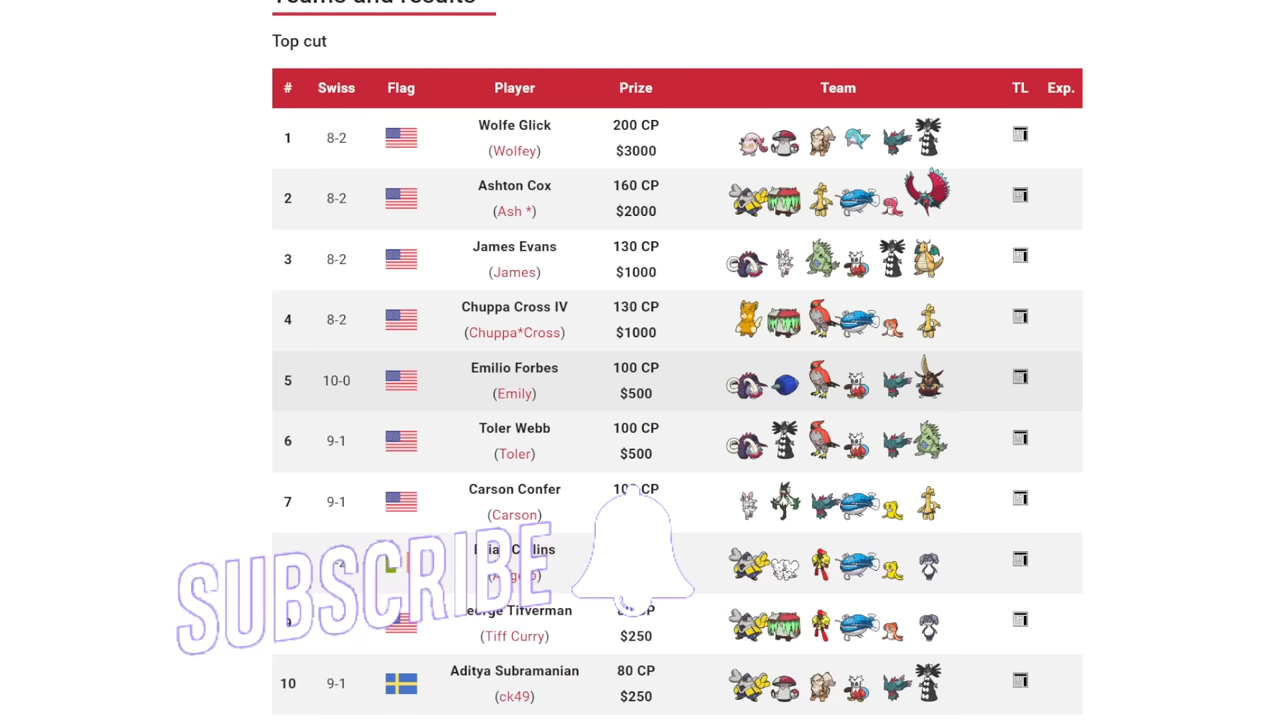 Teams and results
Top cut
# Swiss Flag Player Prize Team TL Exp.
1 8-2 Wolfe Glick 200 CP
(Wolfey) $3000
2 8-2 Ashton Cox 160 CP
(Ash *) $2000
3 8-2 James Evans 130 CP
(James) $1000
4 8-2 Chuppa Cross IV 130 CP
(Chuppa*Cross) $1000
5 10-0 Emilio Forbes 100 CP
(Emily) $500
6 9-1 Toler Webb 100 CP
(Toler) $500
7 9-1 Carson Confer CP
(Carson)
SUBSCRIBE
(Tiff Curry) $250
10 9-1 Aditya Subramanian 80 CP
(ck49) $250